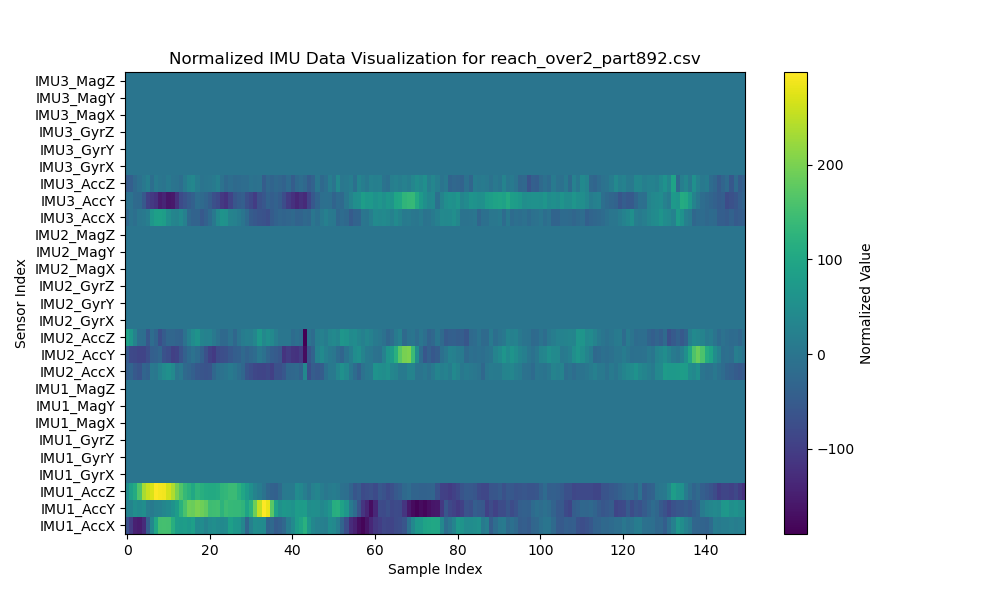 Normalized IMU Data Visualization for reach_over2_part892.csv
IMU3_MagZ
IMU3_MagY
IMU3_MagX
IMU3_GyrZ
IMU3_GyrY
IMU3_GyrX
IMU3_AccZ
IMU3_AccY
IMU3_AccX
IMU2_MagZ
IMU2_MagY
IMU2_MagX
IMU2_GyrZ
IMU2_GyrY
IMU2_GyrX
IMU2_AccZ
IMU2_AccY
IMU2_AccX
IMU1_MagZ
IMU1_MagY
IMU1_MagX
IMU1_GyrZ
IMU1_GyrY
IMU1_GyrX
IMU1_AccZ
IMU1_AccY
IMU1_AccX
Sensor Index
0 20 40 60 80 100 120 140
Sample Index
200
100
0
−100
Normalized Value